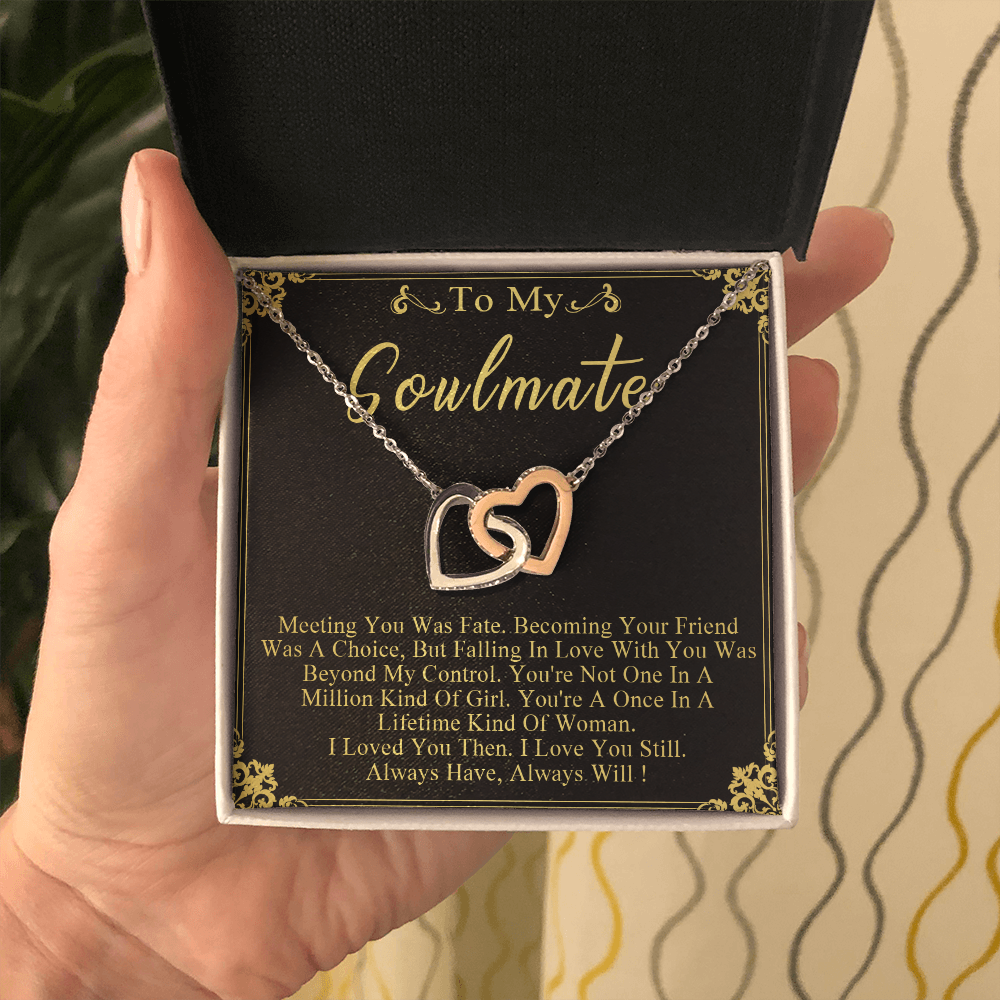 To My
Soulmate
Meeting You Was Fate. Becoming Your Friend
Was A Choice, But Falling In Love With You Was
Beyond My Control. You're Not One In A
Million Kind Of Girl. You're A Once In A
Lifetime Kind Of Woman.
I Loved You Then. I Love You Still.
Always Have, Always Will !